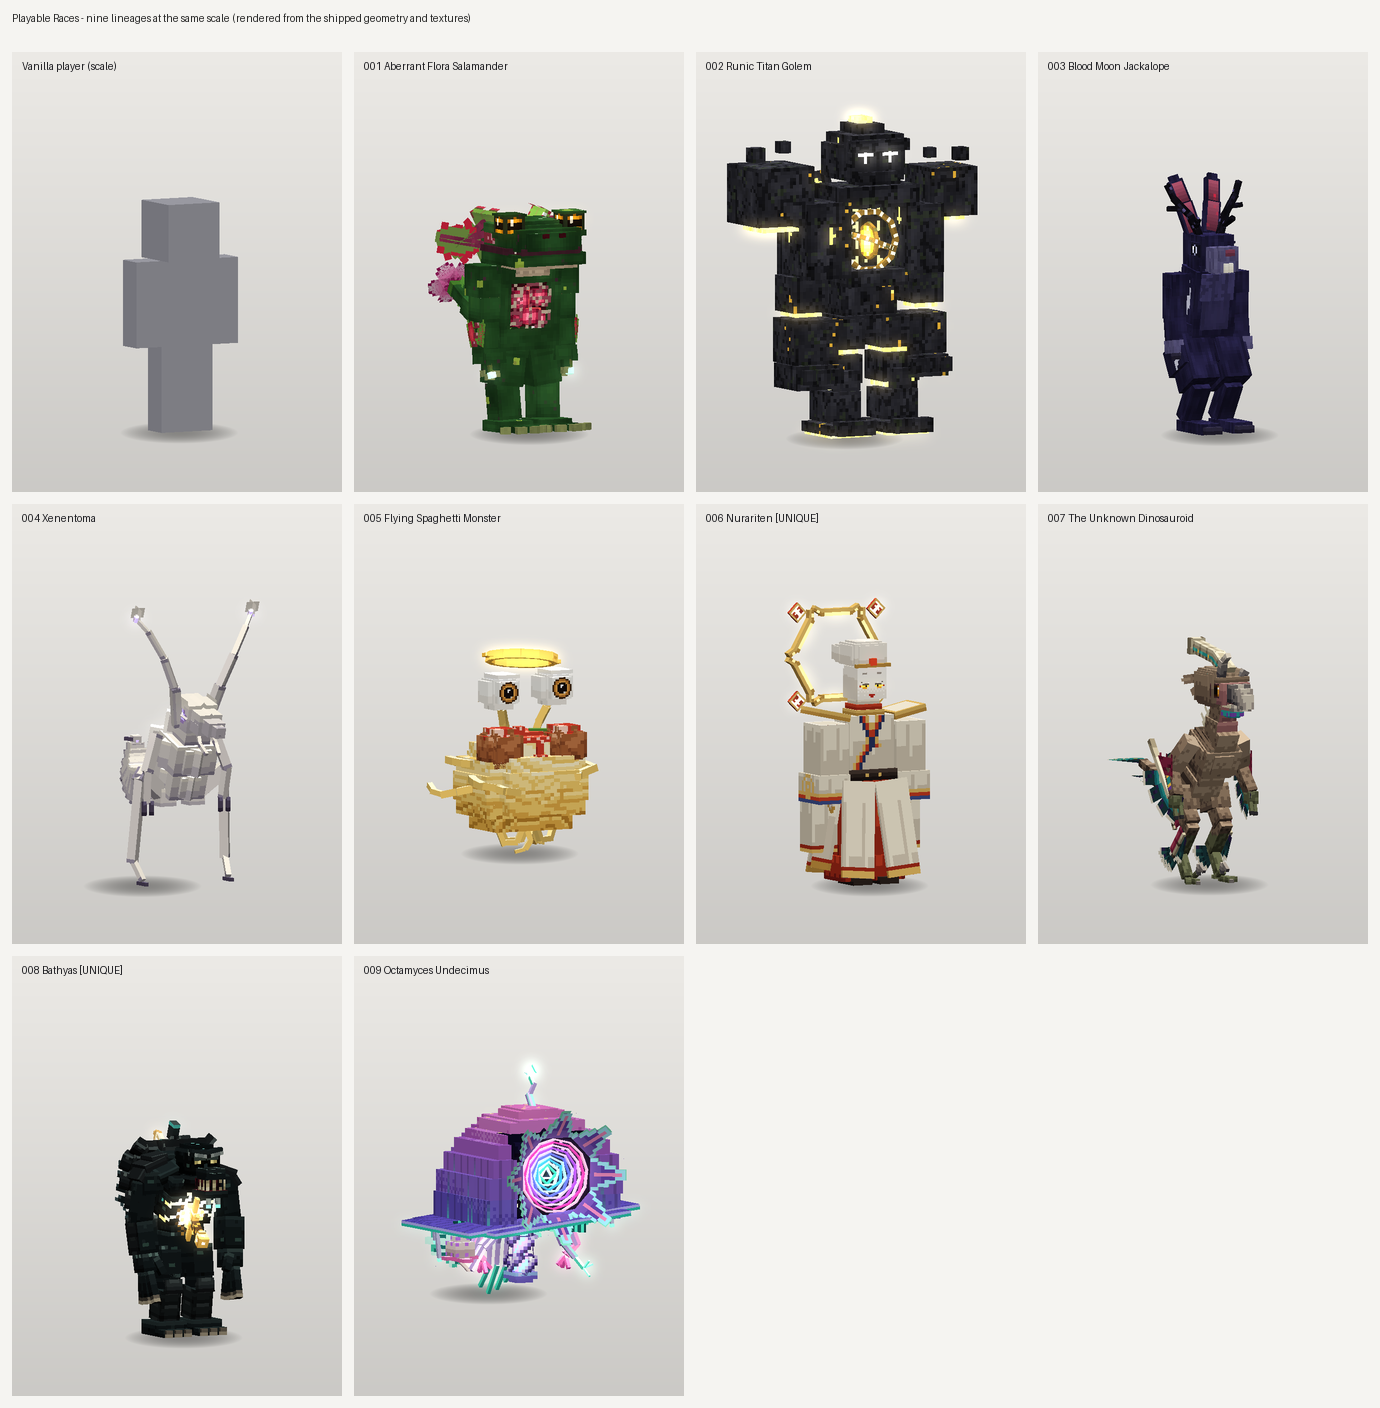 Playable Races - nine lineages at the same scale (rendered from the shipped geometry and textures)
Vanilla player (scale)
001 Aberrant Flora Salamander
002 Runic Titan Golem
003 Blood Moon Jackalope
004 Xenentoma
005 Flying Spaghetti Monster
006 Nurariten [UNIQUE]
007 The Unknown Dinosauroid
008 Bathyas [UNIQUE]
009 Octamyces Undecimus